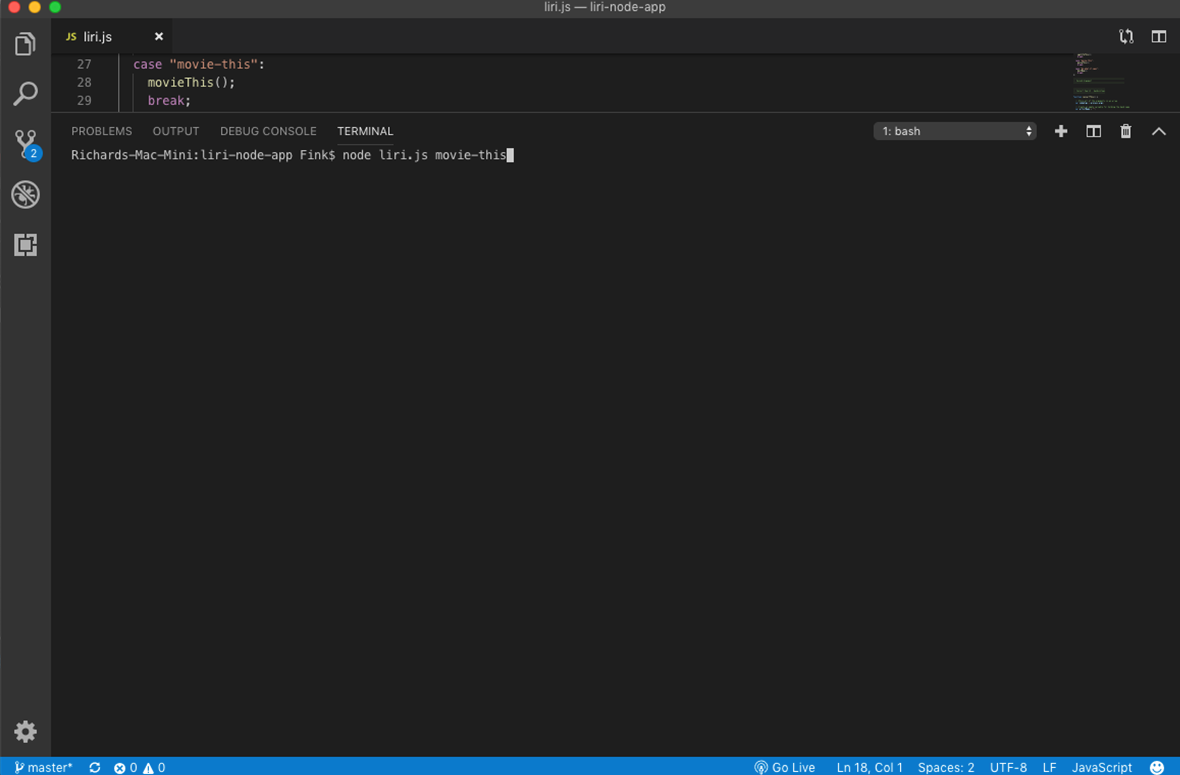 liri.js — liri-node-app
JS liri.js ×
27 case "movie-this":
28 movieThis();
29 break;
PROBLEMS OUTPUT DEBUG CONSOLE TERMINAL 1: bash
Richards-Mac-Mini:liri-node-app Fink$ node liri.js movie-this
2
master* 0 0 Go Live Ln 18, Col 1 Spaces: 2 UTF-8 LF JavaScript